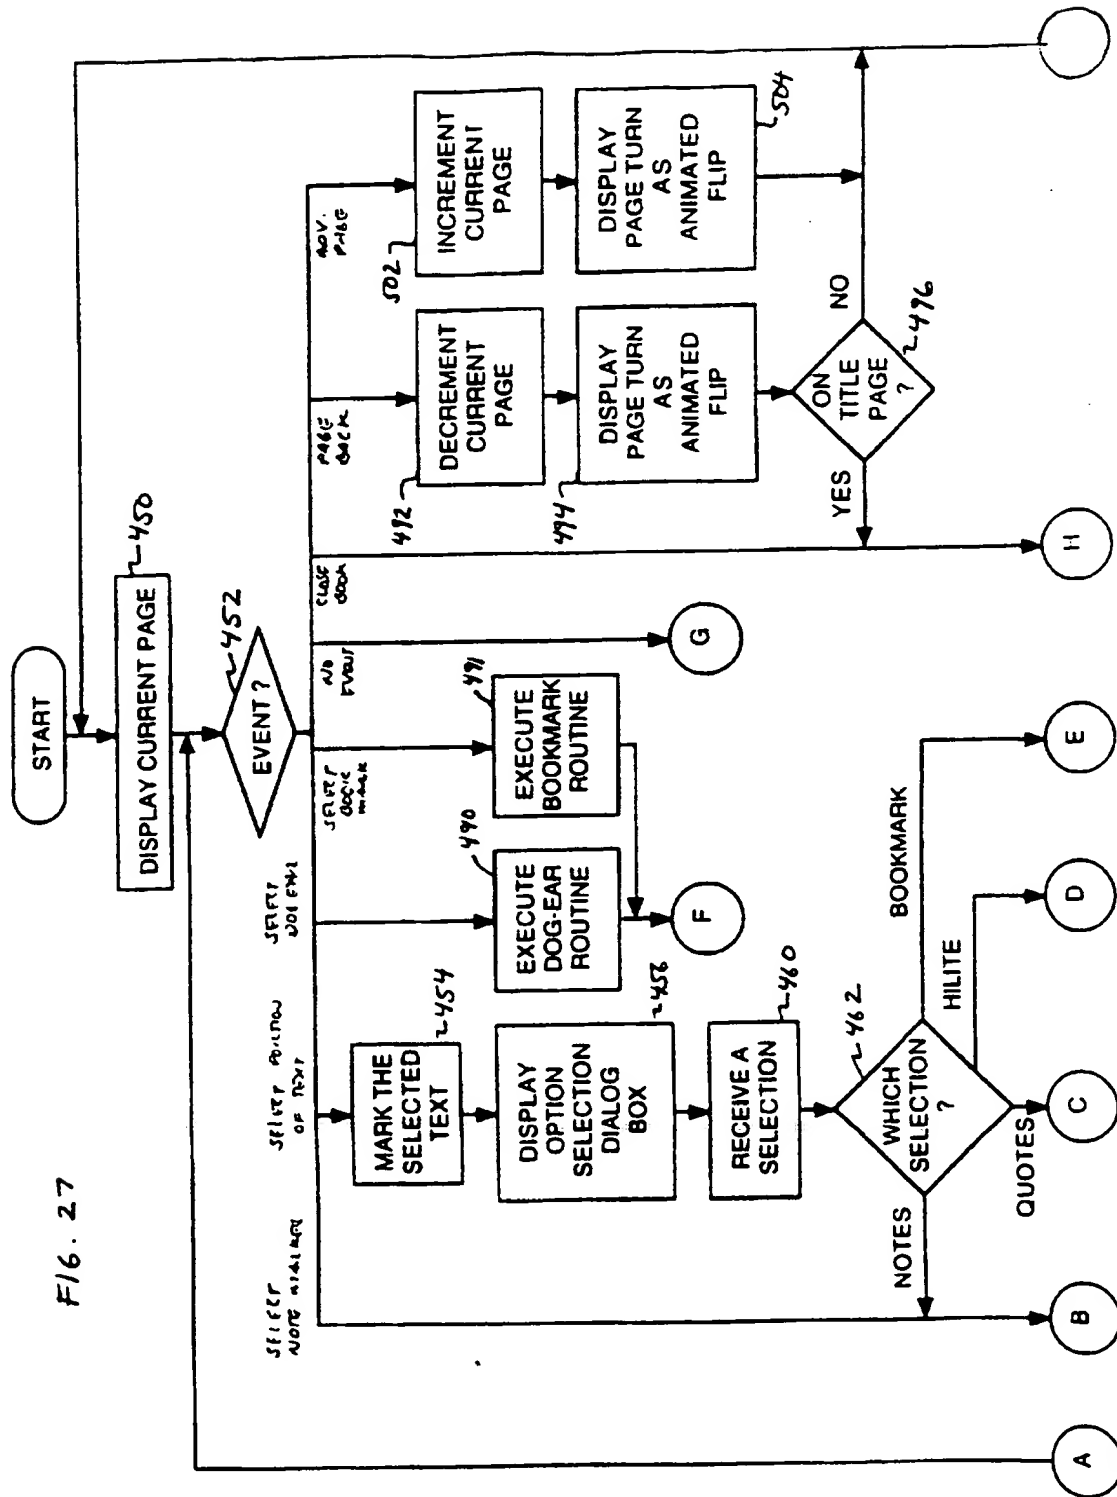 FIG. 27
START
DISPLAY CURRENT PAGE
450
EVENT ?
452
SELECT
NOTE MARKER
SELECT PORTION
OF TEXT
SELECT
DOG EAR
SELECT
BOOK
MARK
NO
EVENT
CLOSE
BOOK
PAGE
BACK
ADV.
PAGE
MARK THE
SELECTED
TEXT
454
DISPLAY
OPTION
SELECTION
DIALOG
BOX
RECEIVE A
SELECTION
460
WHICH
SELECTION
?
462
NOTES
QUOTES
HILITE
BOOKMARK
EXECUTE
DOG-EAR
ROUTINE
490
EXECUTE
BOOKMARK
ROUTINE
491
DECREMENT
CURRENT
PAGE
492
DISPLAY
PAGE TURN
AS
ANIMATED
FLIP
494
ON
TITLE
PAGE
?
496
YES
NO
INCREMENT
CURRENT
PAGE
502
DISPLAY
PAGE TURN
AS
ANIMATED
FLIP
504
A
B
C
D
E
F
G
H